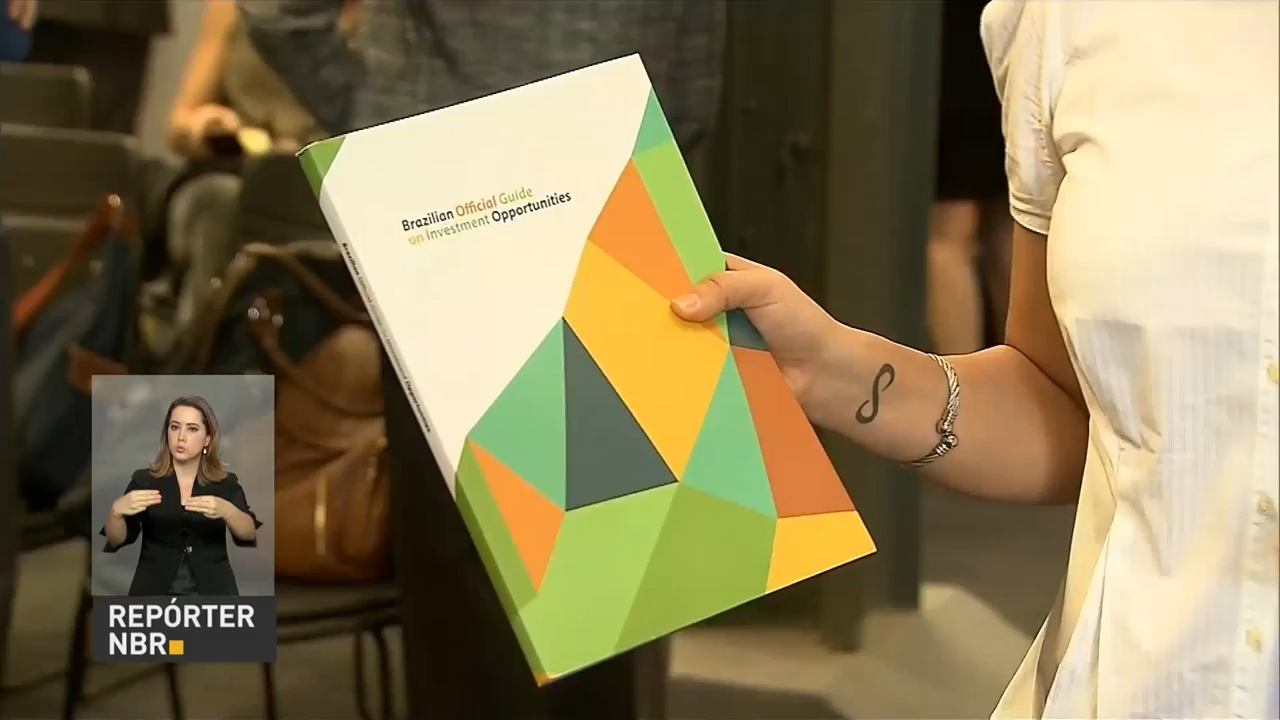 Brazilian Official Guide
on Investment Opportunities
REPÓRTER
NBR